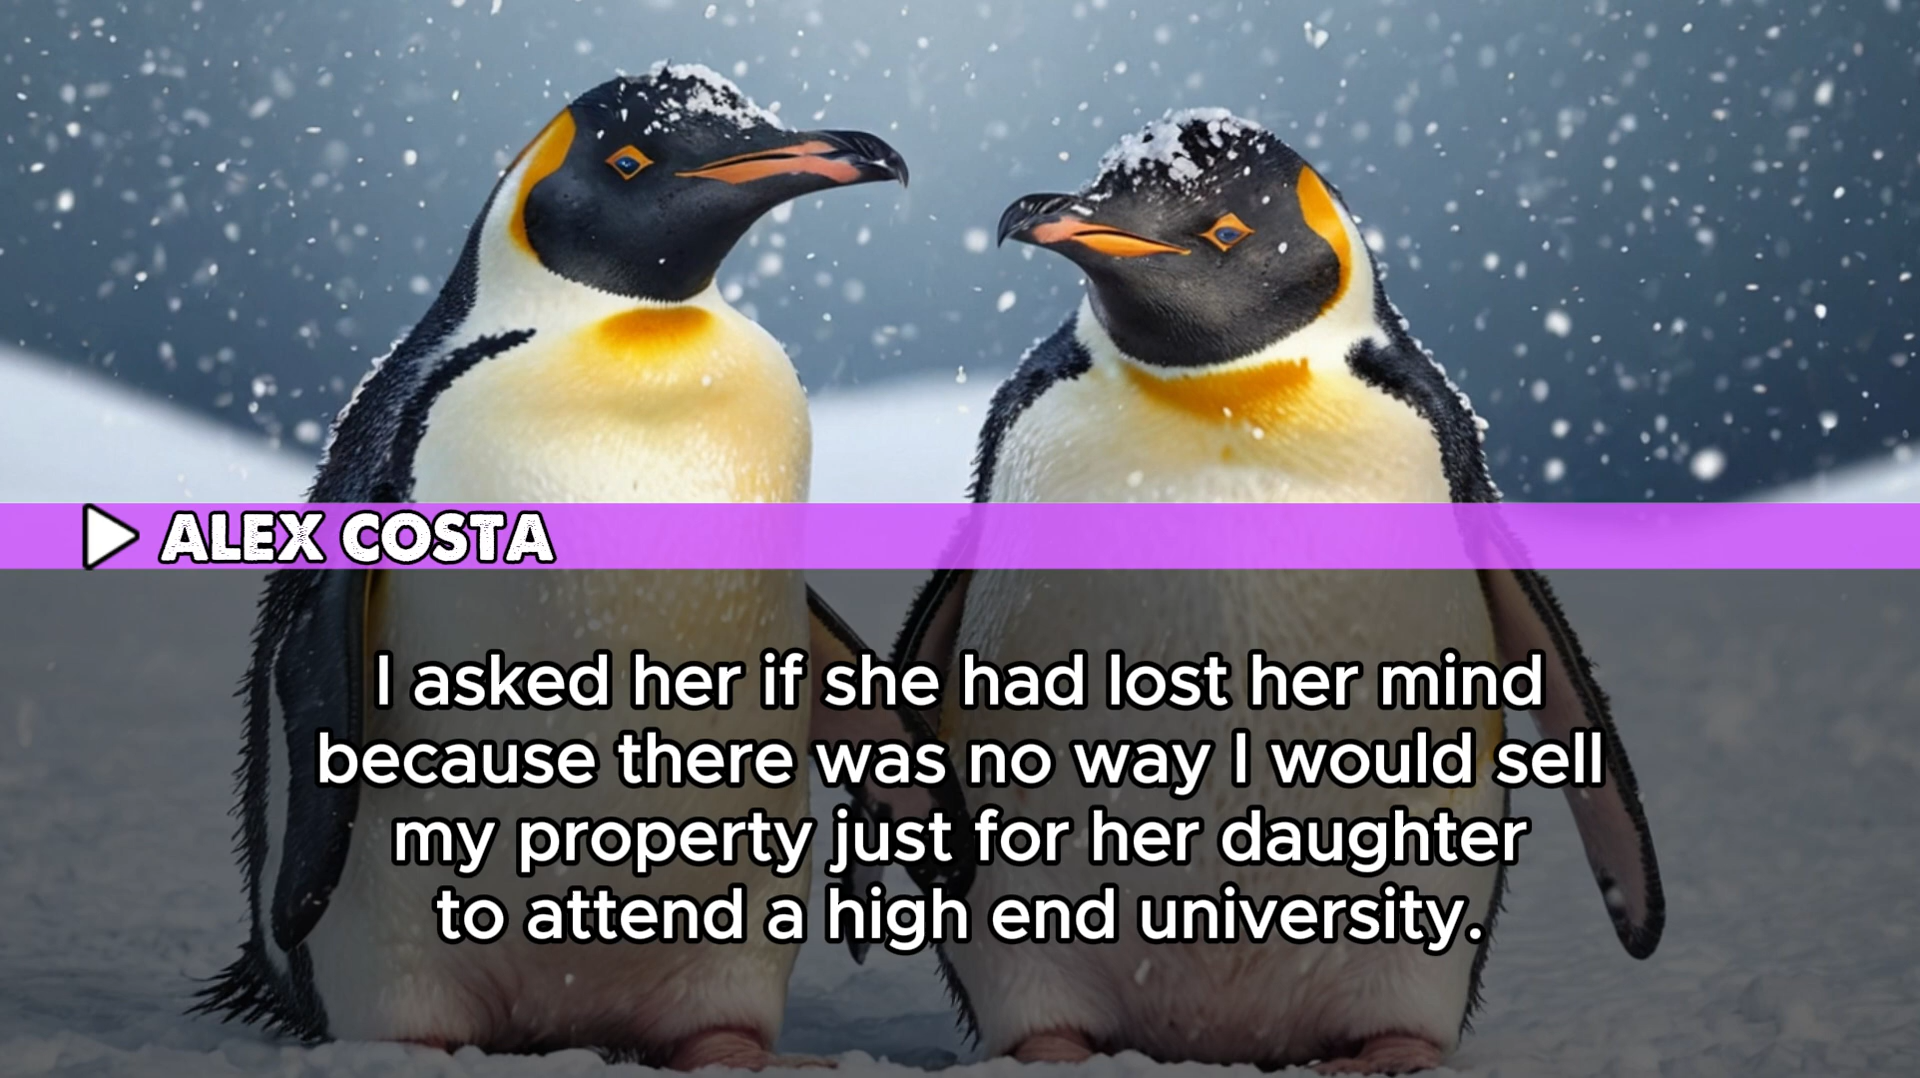 ALEX COSTA
I asked her if she had lost her mind
because there was no way I would sell
my property just for her daughter
to attend a high end university.